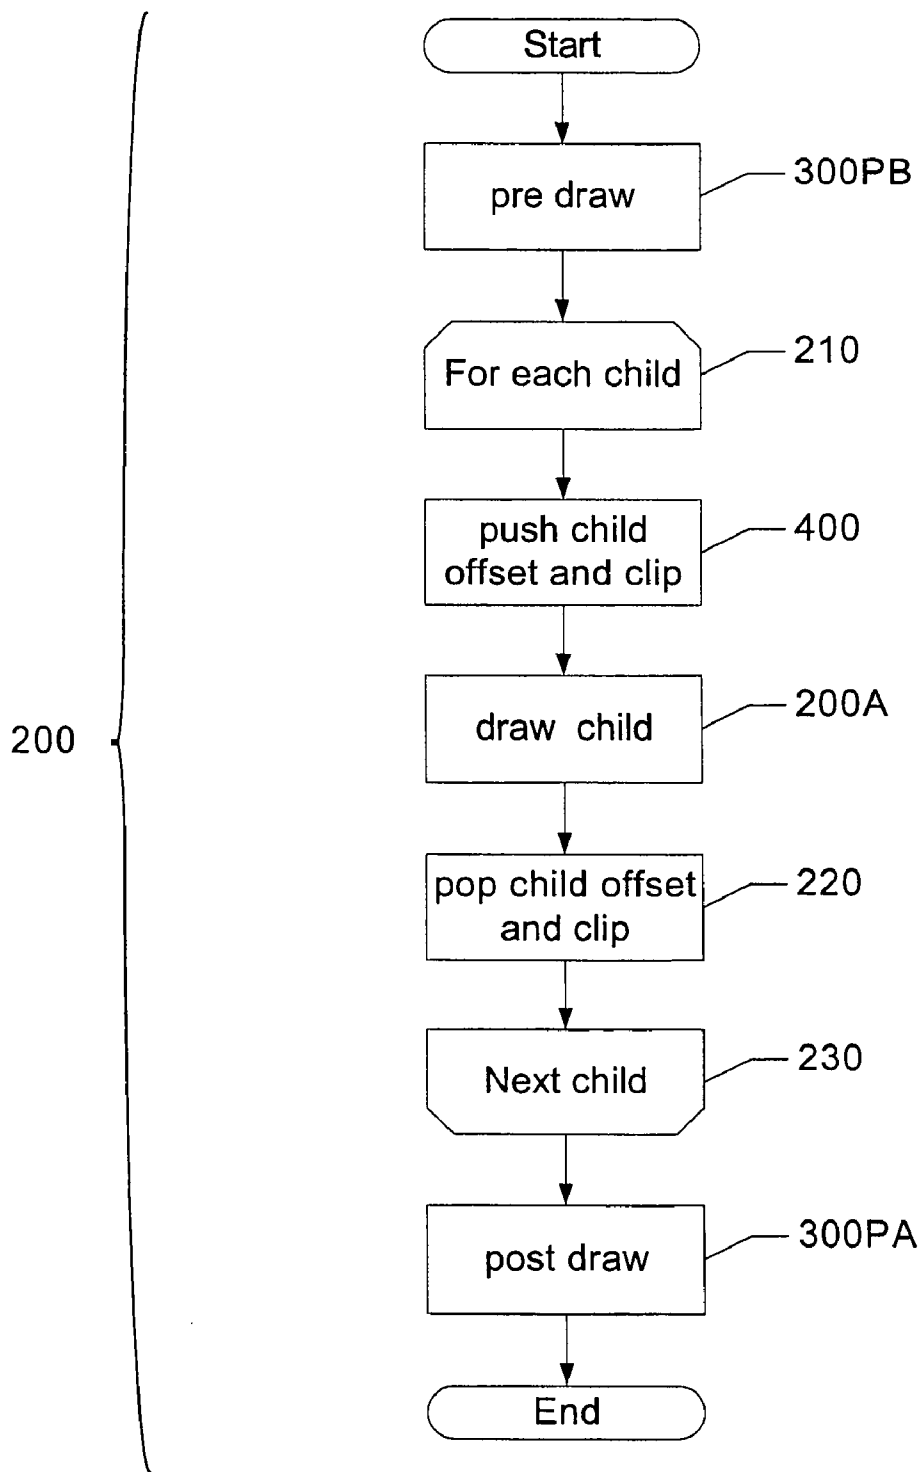 Start
pre draw
300PB
For each child
210
push child
offset and clip
400
200
draw child
200A
pop child offset
and clip
220
Next child
230
post draw
300PA
End